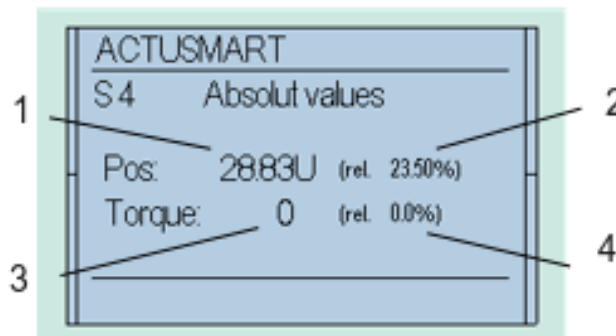 ACTUSMART
S 4 Absolut values
1 2
Pos: 28.83U (rel. 23.50%)
Torque: 0 (rel. 0.0%)
3 4